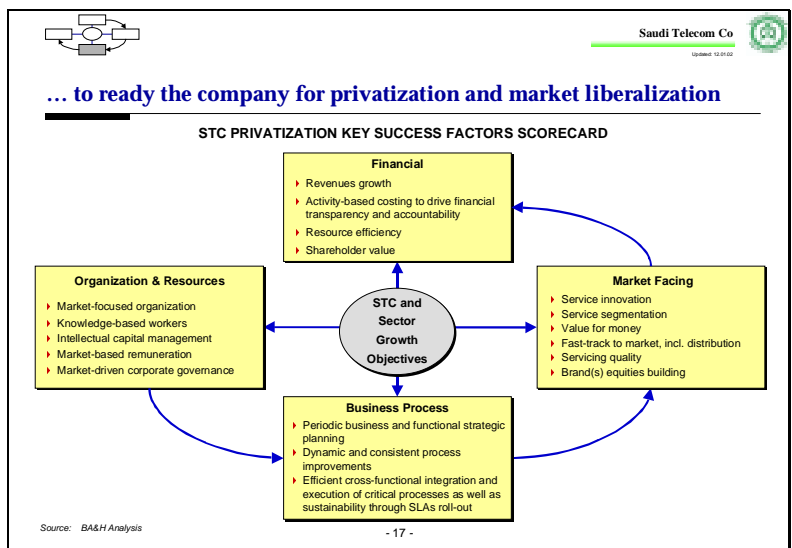 Saudi Telecom Co
Updated: 12.01.02
… to ready the company for privatization and market liberalization
STC PRIVATIZATION KEY SUCCESS FACTORS SCORECARD
Financial
Revenues growth
Activity-based costing to drive financial
transparency and accountability
Resource efficiency
Shareholder value
Organization & Resources
Market-focused organization
Knowledge-based workers
Intellectual capital management
Market-based remuneration
Market-driven corporate governance
STC and
Sector
Growth
Objectives
Market Facing
Service innovation
Service segmentation
Value for money
Fast-track to market, incl. distribution
Servicing quality
Brand(s) equities building
Business Process
Periodic business and functional strategic
planning
Dynamic and consistent process
improvements
Efficient cross-functional integration and
execution of critical processes as well as
sustainability through SLAs roll-out
Source: BA&H Analysis
- 17 -